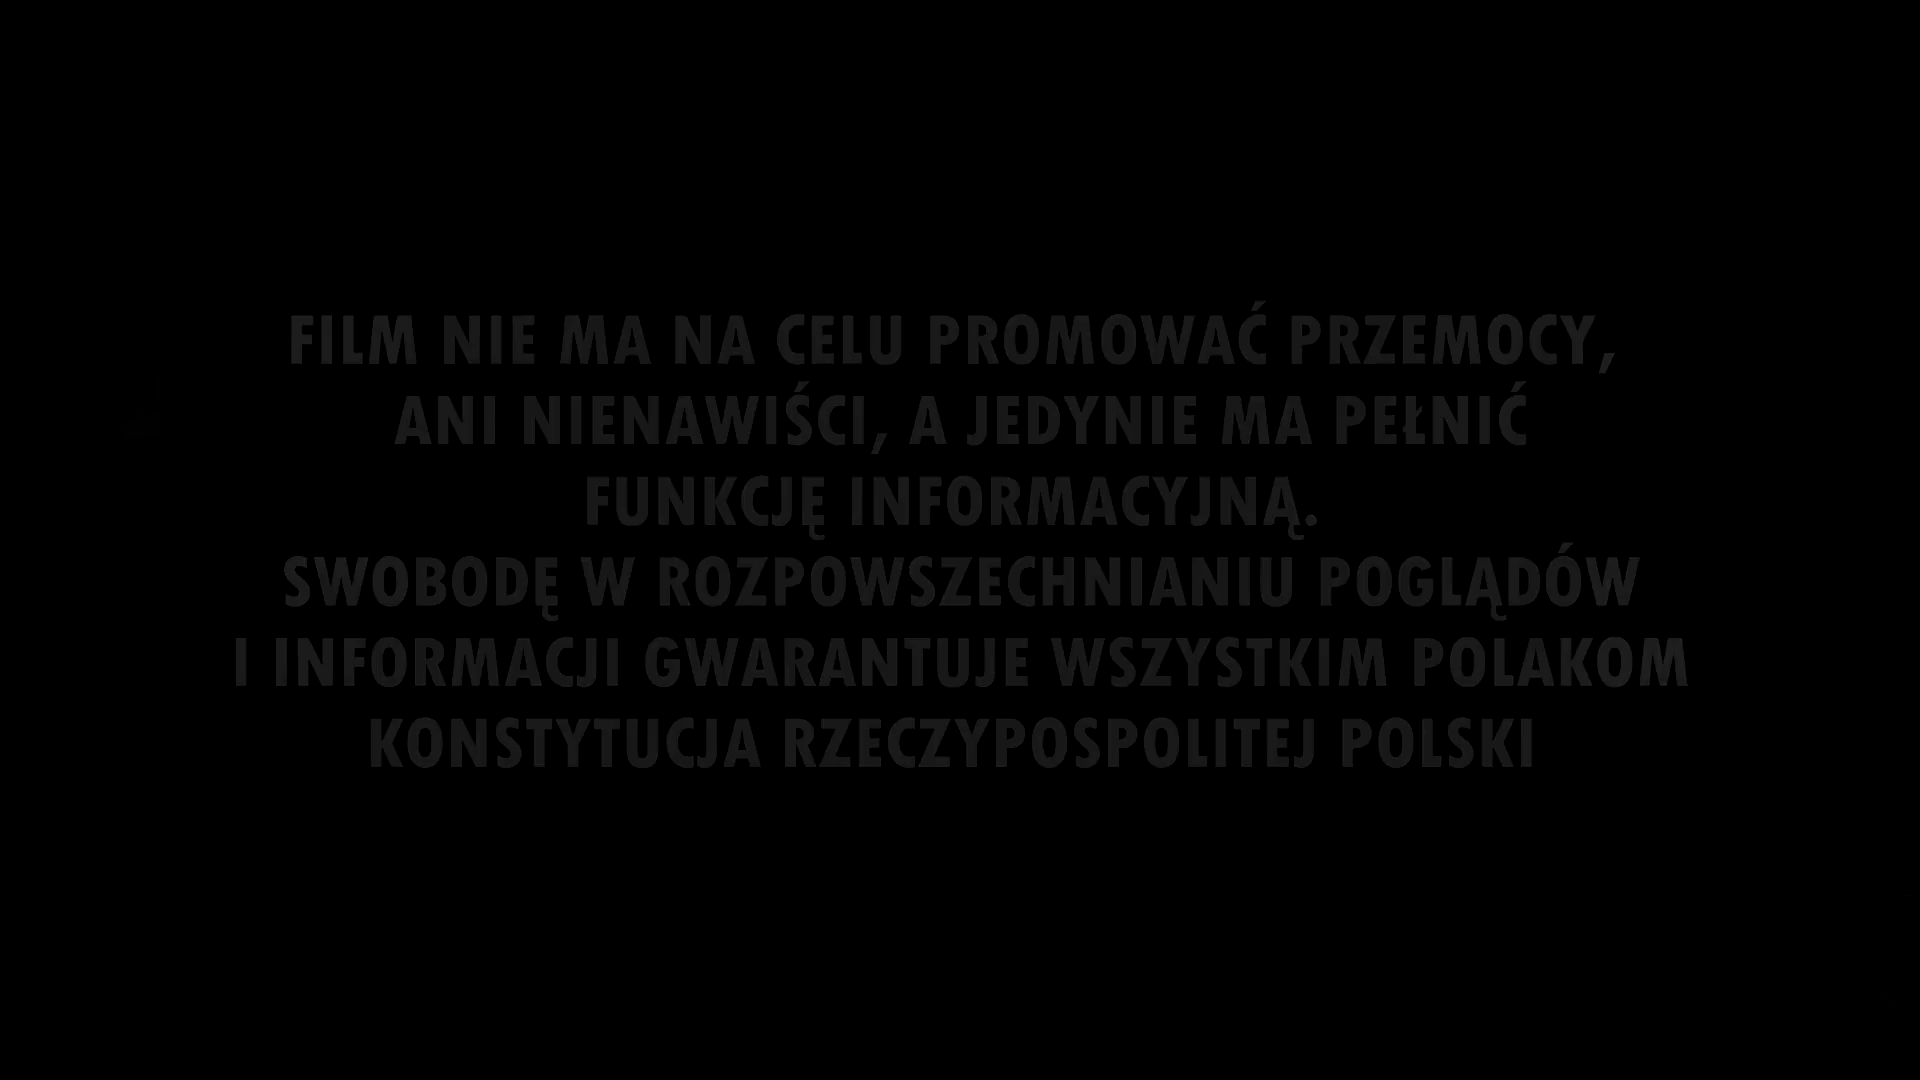 FILM NIE MA NA CELU PROMOWAĆ PRZEMOCY,
ANI NIENAWIŚCI, A JEDYNIE MA PEŁNIĆ
FUNKCJĘ INFORMACYJNĄ.
SWOBODĘ W ROZPOWSZECHNIANIU POGLĄDÓW
I INFORMACJI GWARANTUJE WSZYSTKIM POLAKOM
KONSTYTUCJA RZECZYPOSPOLITEJ POLSKI